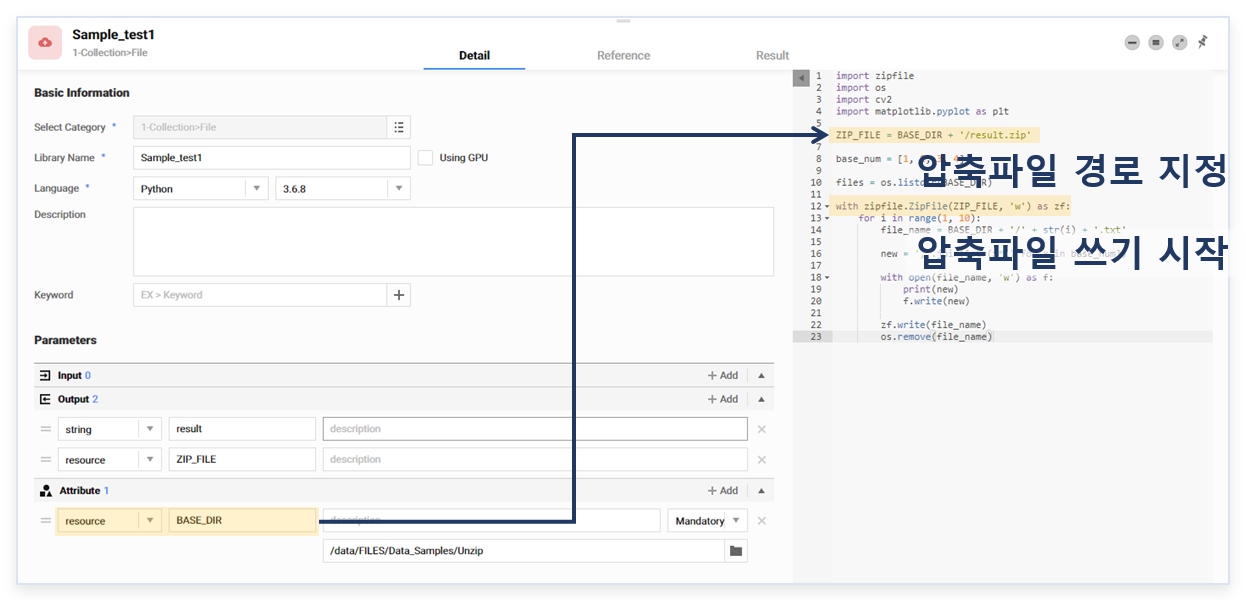 Sample_test1
1-Collection>File
Detail
Reference
Result
Basic Information
Select Category *
1-Collection>File
Library Name *
Sample_test1
Using GPU
Language *
Python
3.6.8
Description
Keyword
EX > Keyword
Parameters
Input 0
Add
Output 2
Add
string
result
description
resource
ZIP_FILE
description
Attribute 1
Add
resource
BASE_DIR
description
Mandatory
/data/FILES/Data_Samples/Unzip
1 import zipfile
2 import os
3 import cv2
4 import matplotlib.pyplot as plt
5
ZIP_FILE = BASE_DIR + '/result.zip'
7
8 base_num = [1,
압축파일 경로 지정
9
10 files = os.listd BASE_DIR)
11
12 with zipfile.ZipFile(ZIP_FILE, 'w') as zf:
13 for i in range(1, 10):
14 file_name = BASE_DIR + '/' + str(i) + '.txt'
15
압축파일 쓰기 시작
16 new = in base_num
17
18 with open(file_name, 'w') as f:
19 print(new)
20 f.write(new)
21
22 zf.write(file_name)
23 os.remove(file_name)